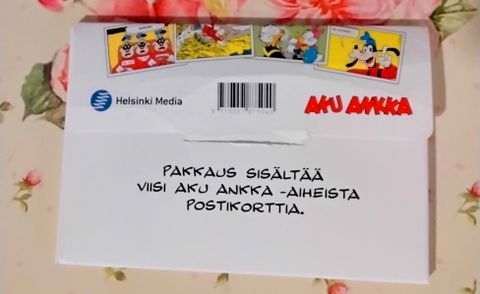 Helsinki Media
AKU ANKKA
PAKKAUS SISÄLTÄÄ
VIISI AKU ANKKA -AIHEISTA
POSTIKORTTIA.